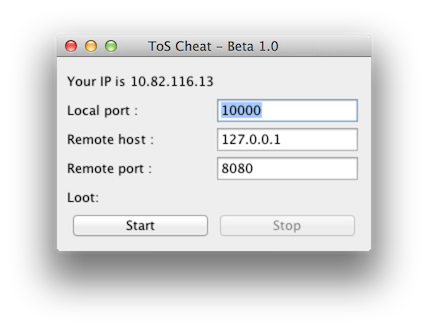 ToS Cheat – Beta 1.0
Your IP is 10.82.116.13
Local port : 10000
Remote host : 127.0.0.1
Remote port : 8080
Loot:
Start Stop